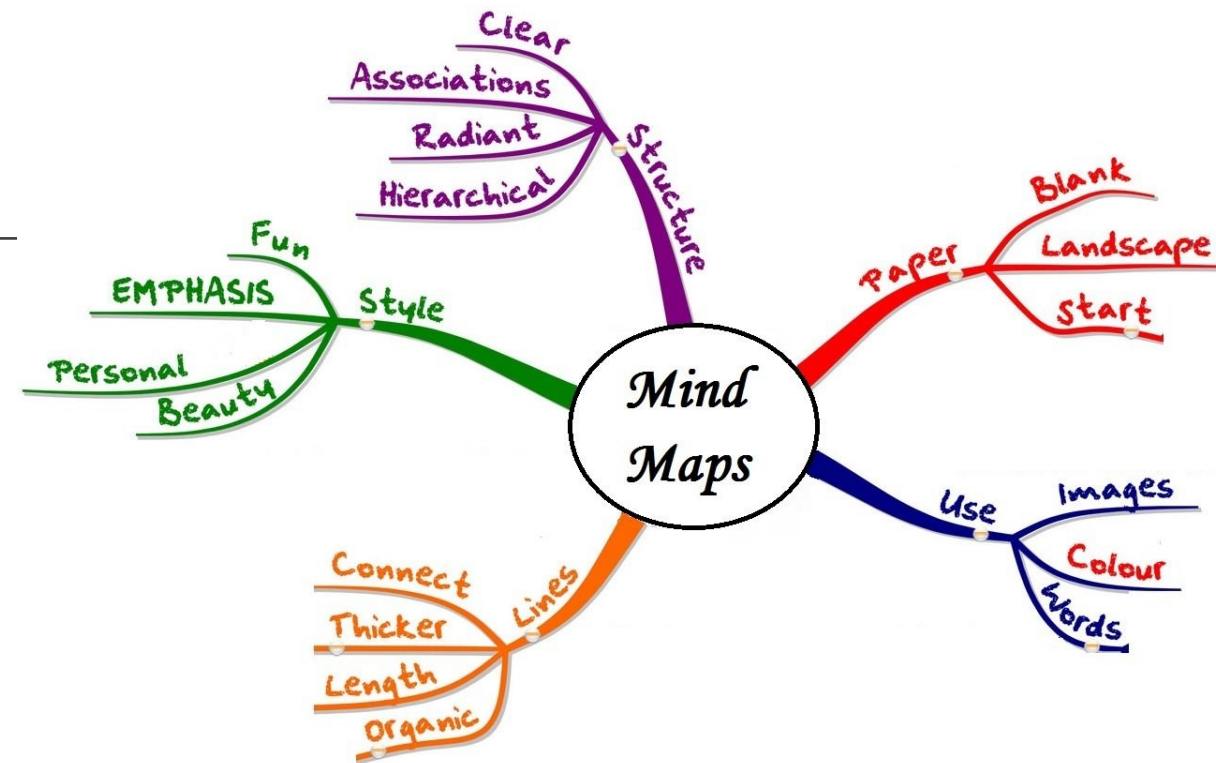 Mind
Maps
Structure
Clear
Associations
Radiant
Hierarchical
Paper
Blank
Landscape
Start
Use
Images
Colour
Words
Lines
Connect
Thicker
Length
Organic
Style
Fun
EMPHASIS
Personal
Beauty